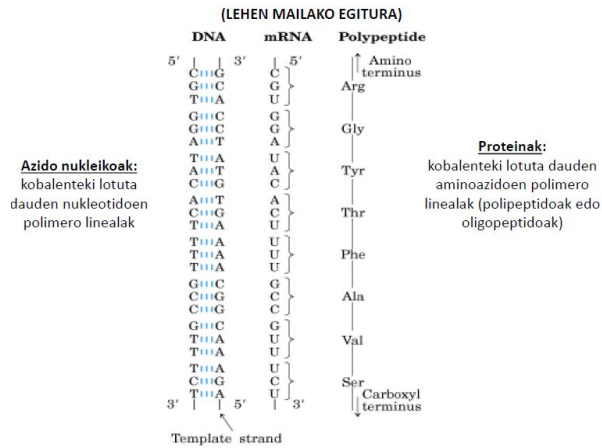 (LEHEN MAILAKO EGITURA)
DNA mRNA Polypeptide
5′ 3′ 5′ Amino
terminus
C G C
G C G Arg
T A U
G C G
G C G Gly
A T A
T A U
A T A Tyr
C G C
A T A
C G C Thr
T A U
T A U
T A U Phe
T A U
G C G
C G C Ala
C G C
G C G
T A U Val
T A U
T A U
C G C Ser
T A U
3′ 5′ 3′ Carboxyl
terminus
Template strand
Azido nukleikoak:
kobalenteki lotuta
dauden nukleotidoen
polimero linealak
Proteinak:
kobalenteki lotuta dauden
aminoazidoen polimero
linealak (polipeptidoak edo
oligopeptidoak)